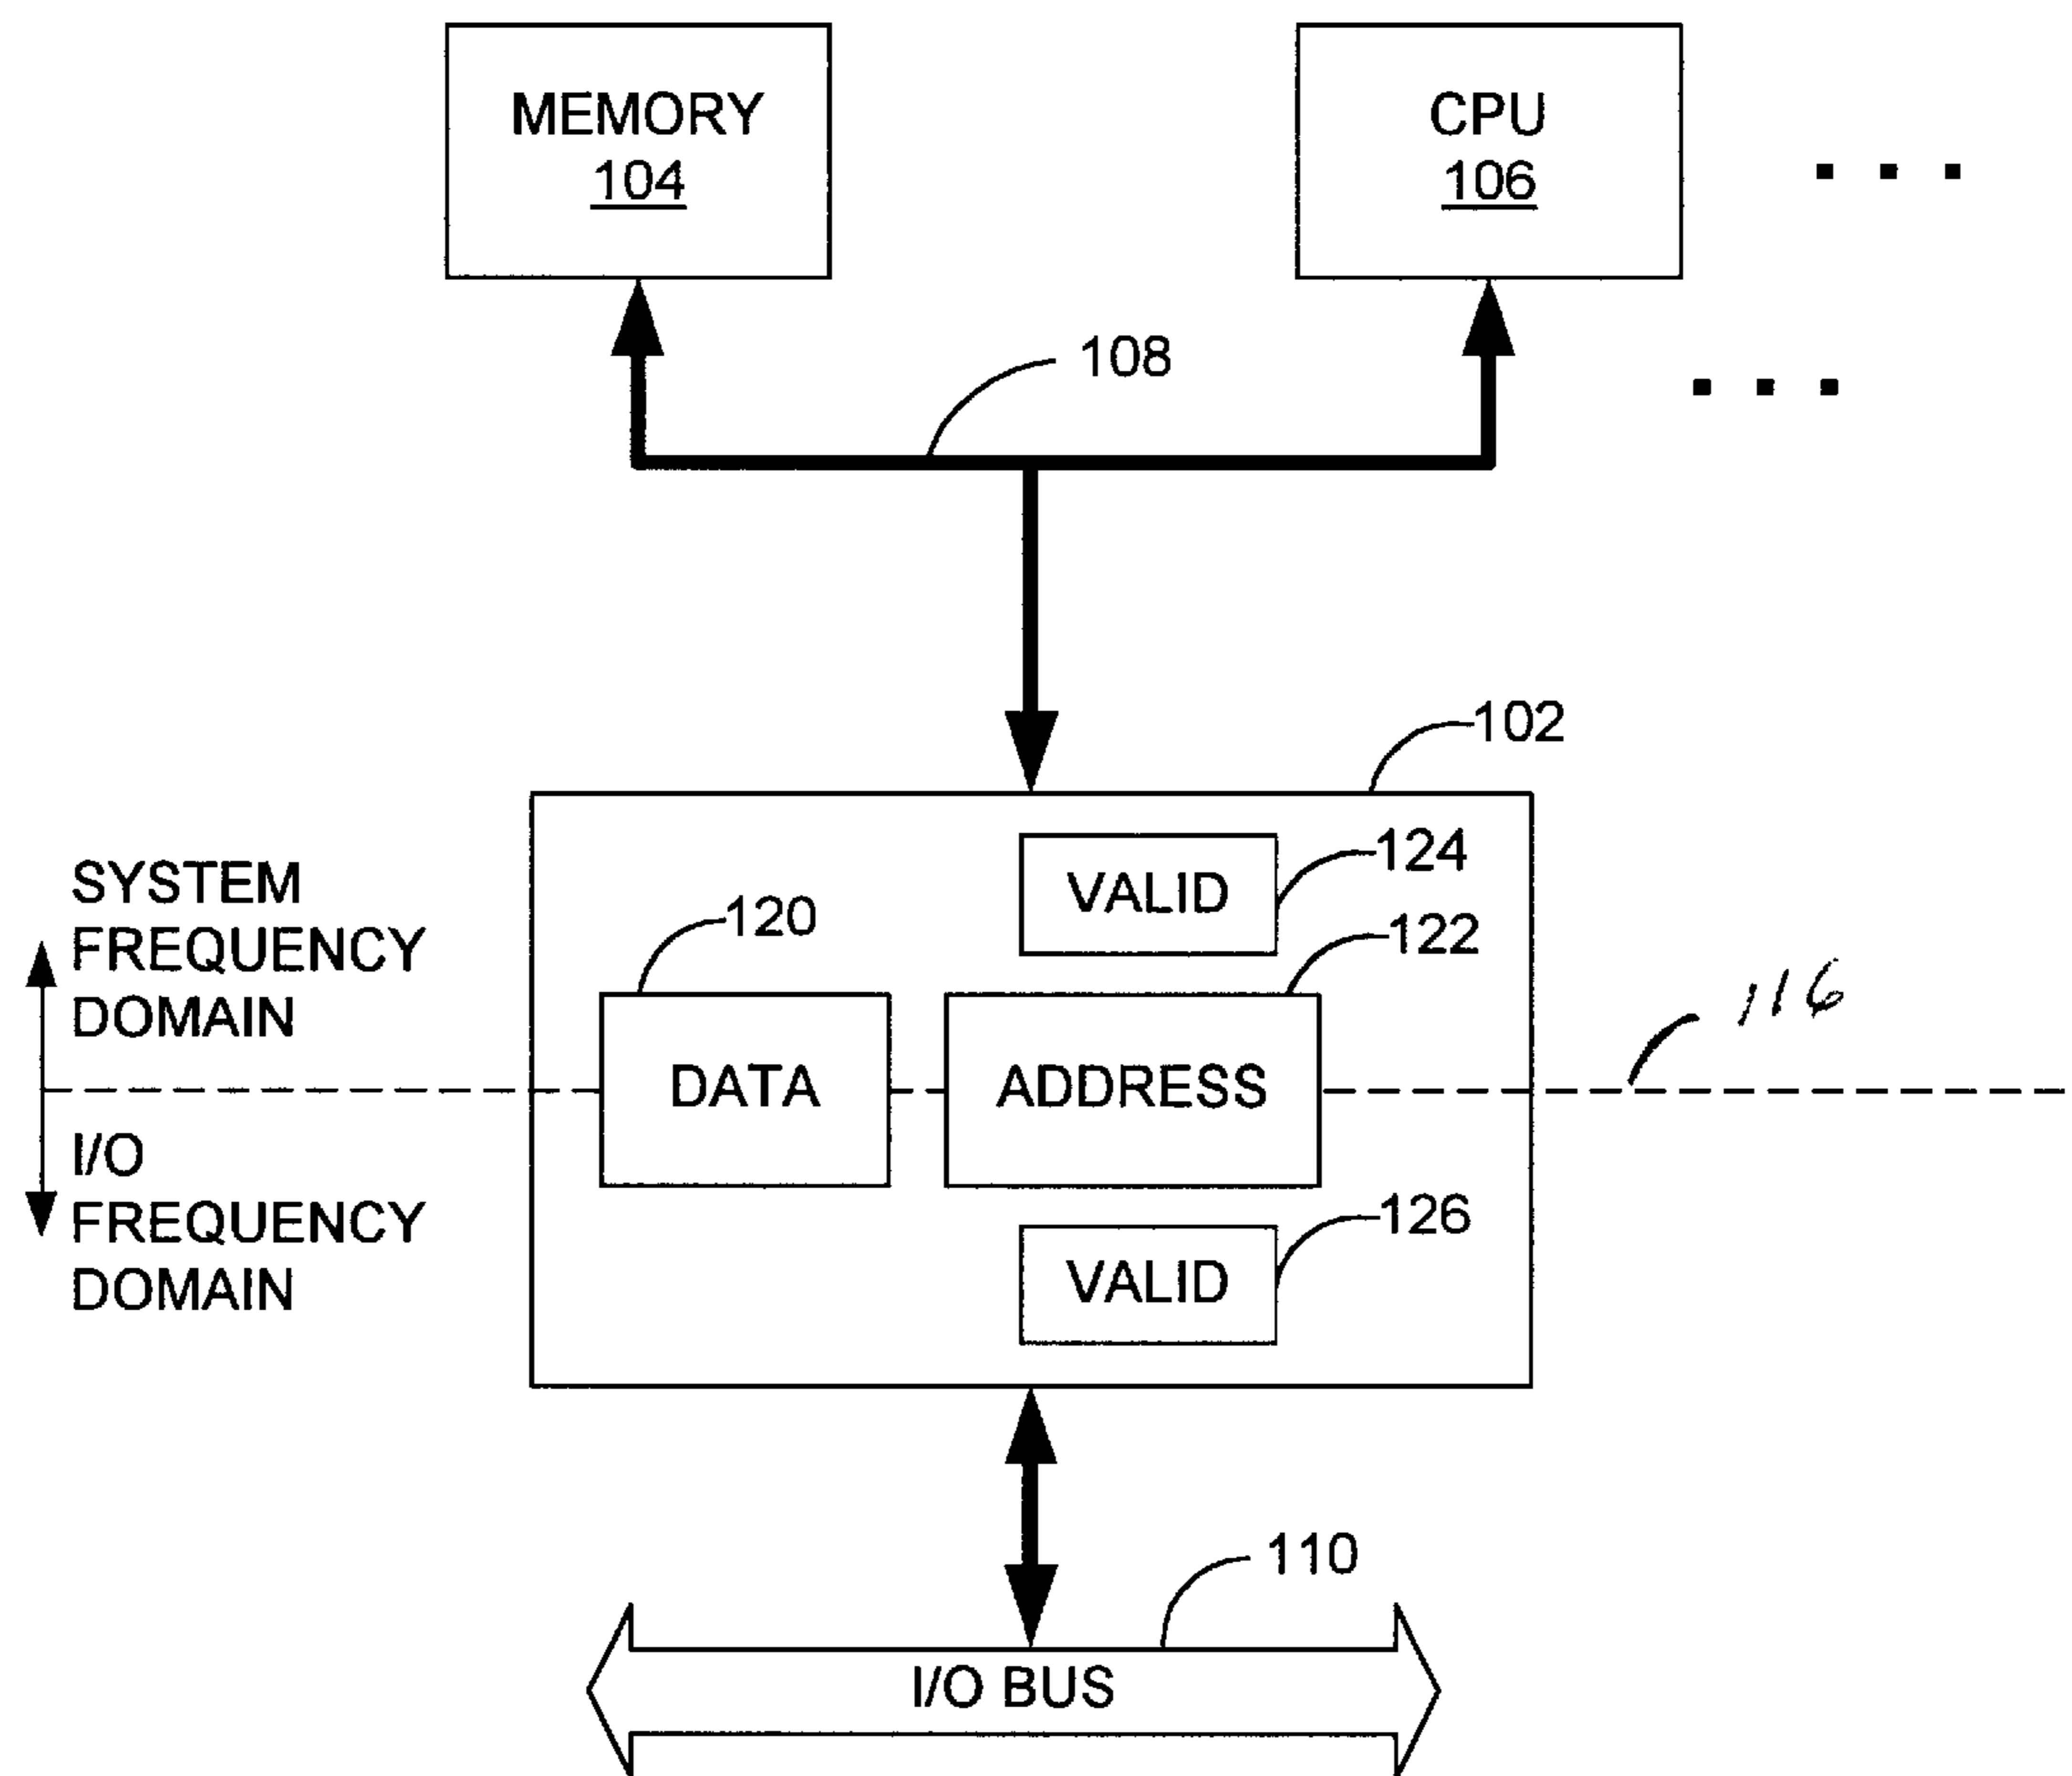 MEMORY
104
CPU
106
108
102
124
VALID
SYSTEM
FREQUENCY
DOMAIN
120
122
116
DATA
ADDRESS
I/O
FREQUENCY
DOMAIN
126
VALID
110
I/O BUS